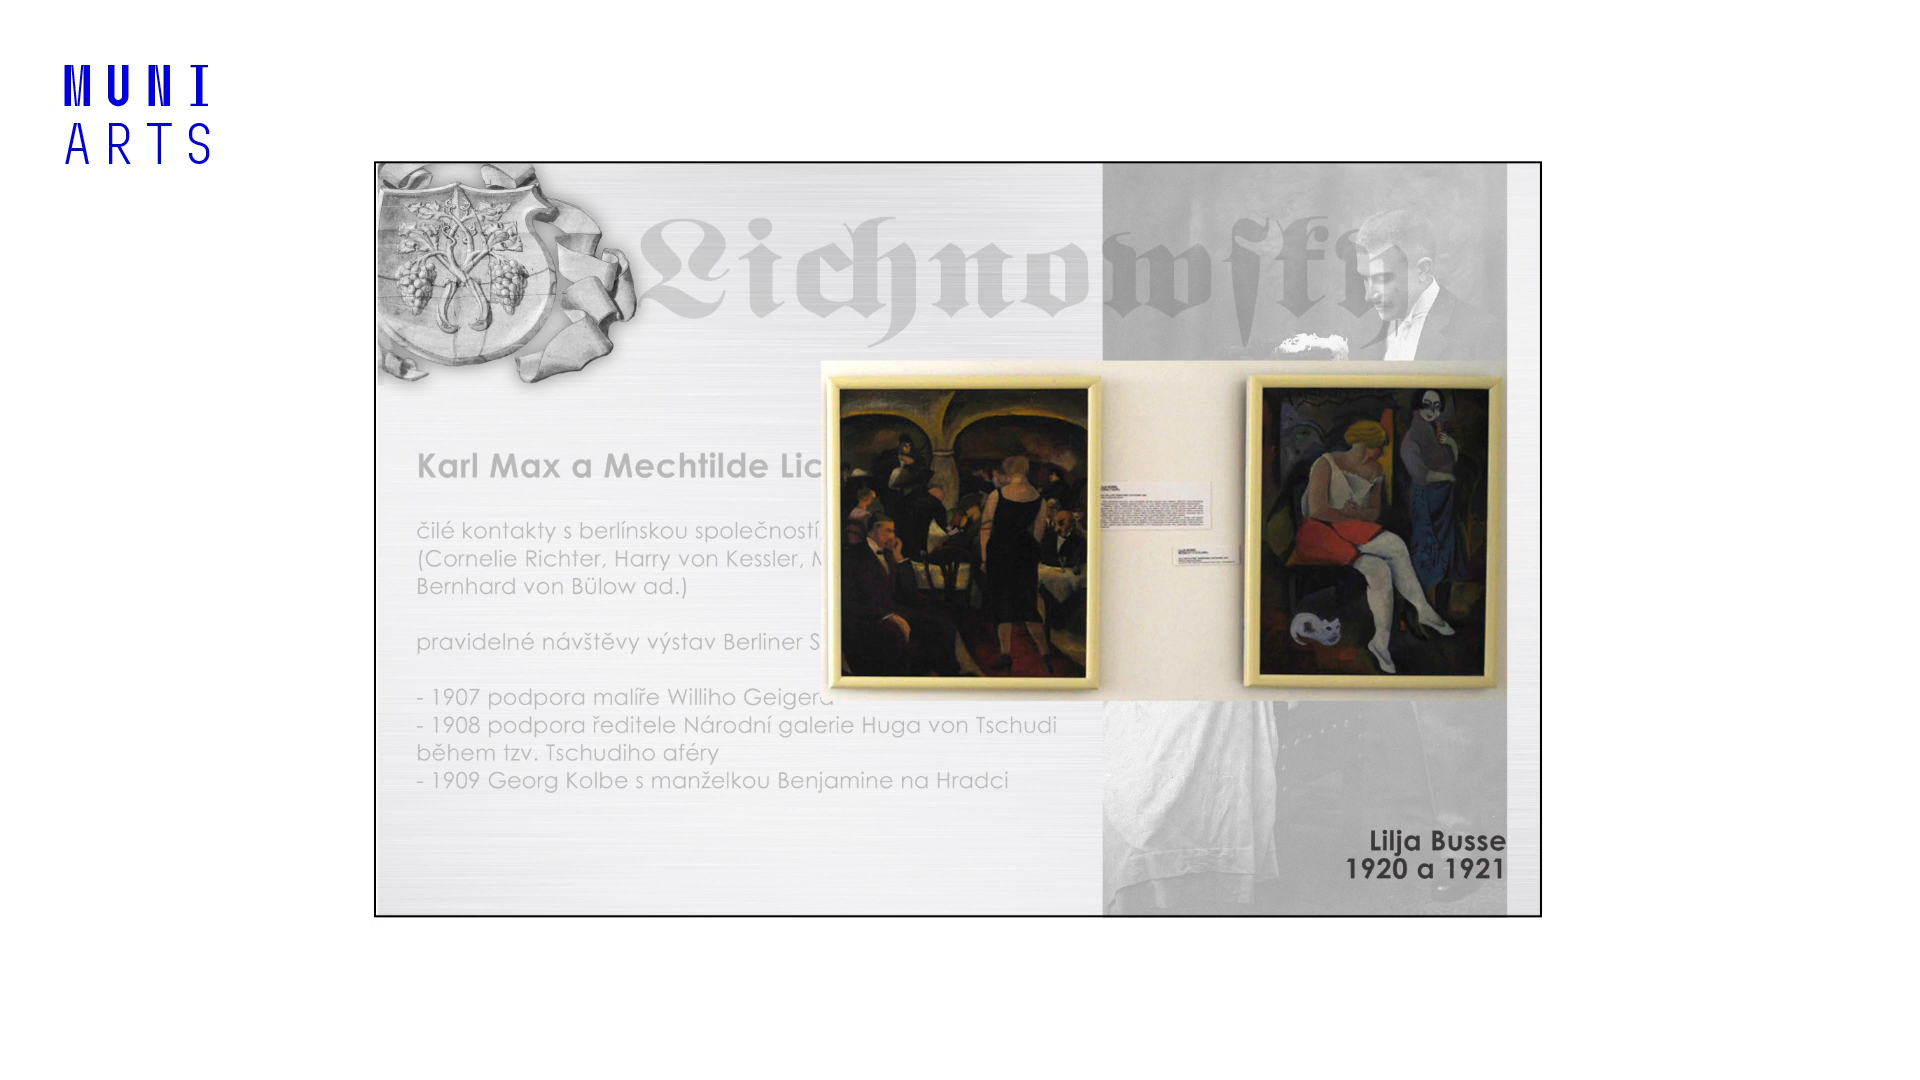 MUNI
ARTS
Lichnowsky
Karl Max a Mechtilde Lic
čilé kontakty s berlínskou společností
(Cornelie Richter, Harry von Kessler,
Bernhard von Bülow ad.)
pravidelné návštěvy výstav Berliner S
- 1907 podpora malíře Williho Geigera
- 1908 podpora ředitele Národní galerie Huga von Tschudi
během tzv. Tschudiho aféry
- 1909 Georg Kolbe s manželkou Benjamine na Hradci
Lilja Busse
1920 a 1921